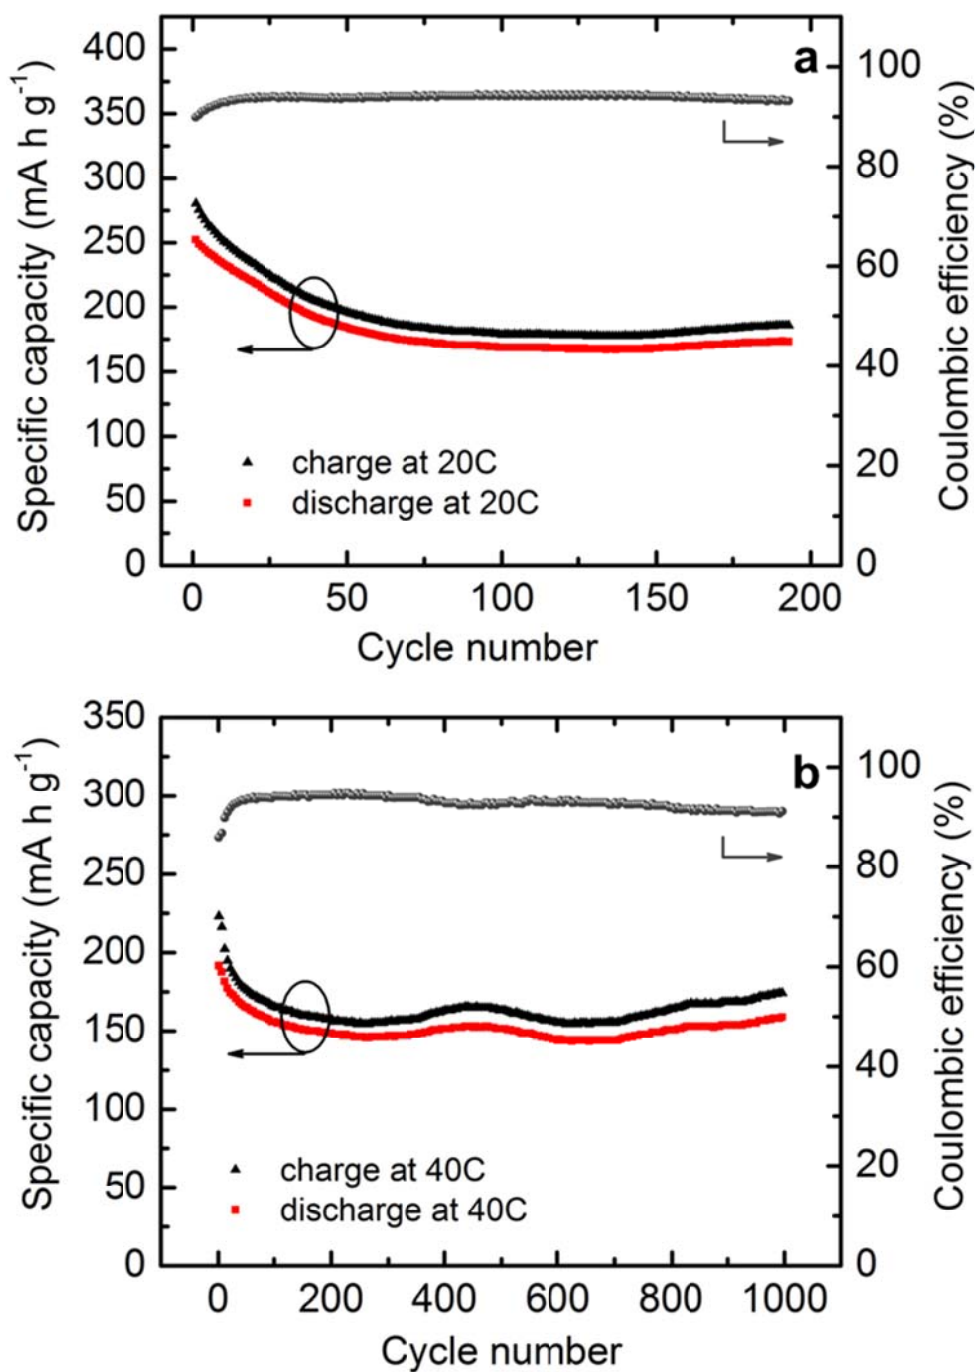 a
Specific capacity (mA h g⁻¹)
400
350
300
250
200
150
100
50
0
100
80
60
40
20
0
Coulombic efficiency (%)
charge at 20C
discharge at 20C
0 50 100 150 200
Cycle number
b
Specific capacity (mA h g⁻¹)
350
300
250
200
150
100
50
0
100
80
60
40
20
0
Coulombic efficiency (%)
charge at 40C
discharge at 40C
0 200 400 600 800 1000
Cycle number